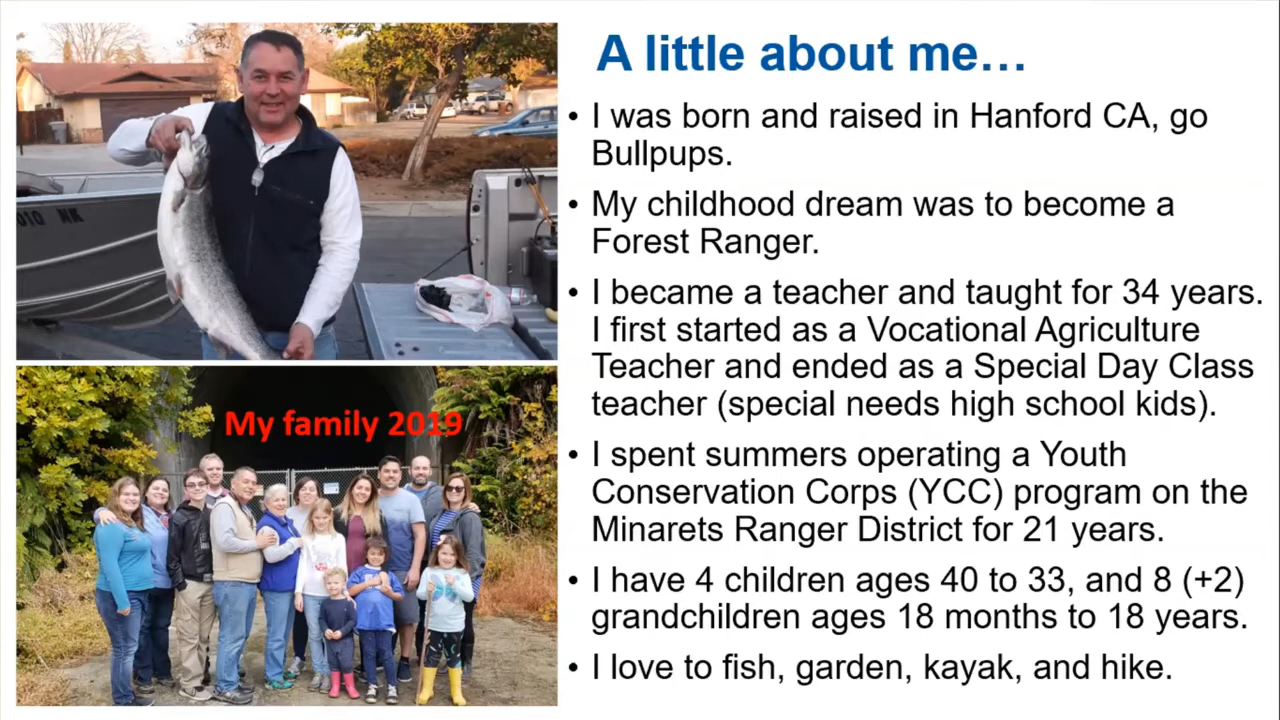 A little about me…
• I was born and raised in Hanford CA, go
Bullpups.
• My childhood dream was to become a
Forest Ranger.
• I became a teacher and taught for 34 years.
I first started as a Vocational Agriculture
Teacher and ended as a Special Day Class
teacher (special needs high school kids).
• I spent summers operating a Youth
Conservation Corps (YCC) program on the
Minarets Ranger District for 21 years.
• I have 4 children ages 40 to 33, and 8 (+2)
grandchildren ages 18 months to 18 years.
• I love to fish, garden, kayak, and hike.
My family 2019